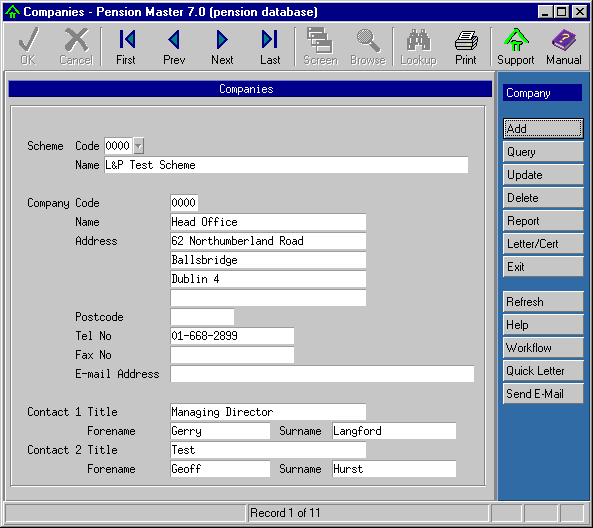 Companies - Pension Master 7.0 (pension database)
OK Cancel First Prev Next Last Screen Browse Lookup Print Support Manual
Companies
Company
Scheme Code 0000
Name L&P Test Scheme
Company Code 0000
Name Head Office
Address 62 Northumberland Road
Ballsbridge
Dublin 4
Postcode
Tel No 01-668-2899
Fax No
E-mail Address
Contact 1 Title Managing Director
Forename Gerry Surname Langford
Contact 2 Title Test
Forename Geoff Surname Hurst
Add
Query
Update
Delete
Report
Letter/Cert
Exit
Refresh
Help
Workflow
Quick Letter
Send E-Mail
Record 1 of 11